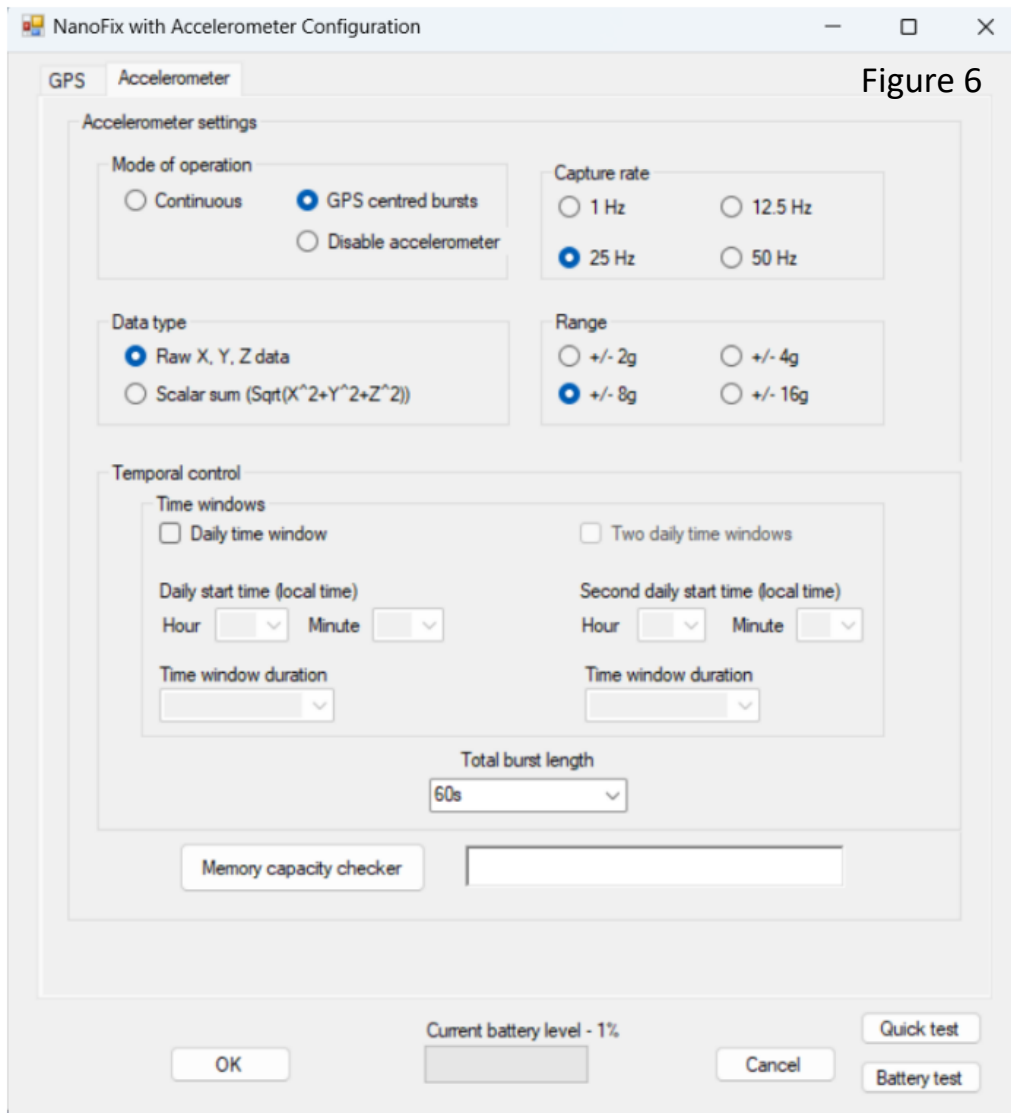 NanoFix with Accelerometer Configuration
GPS Accelerometer
Figure 6
Accelerometer settings
Mode of operation
Continuous GPS centred bursts
Disable accelerometer
Capture rate
1 Hz 12.5 Hz
25 Hz 50 Hz
Data type
Raw X, Y, Z data
Scalar sum (Sqrt(X^2+Y^2+Z^2))
Range
+/- 2g +/- 4g
+/- 8g +/- 16g
Temporal control
Time windows
Daily time window Two daily time windows
Daily start time (local time) Second daily start time (local time)
Hour Minute Hour Minute
Time window duration Time window duration
Total burst length
60s
Memory capacity checker
Current battery level - 1%
Quick test
OK Cancel
Battery test